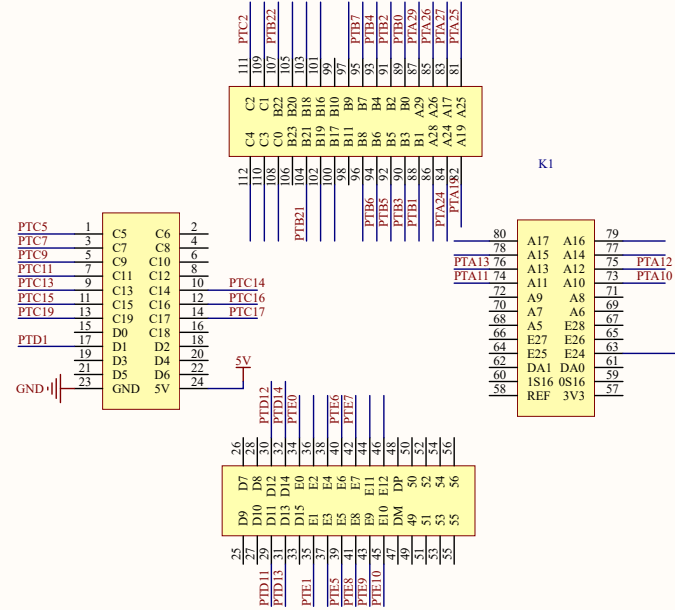 PTC2 PTB22 PTB7 PTB4 PTB2 PTB0 PTA29 PTA26 PTA27 PTA25
111 109 107 105 103 101 99 97 95 93 91 89 87 85 83 81
C2 C1 B22 B20 B18 B16 B10 B9 B7 B4 B2 B0 A29 A26 A17 A25
C4 C3 C0 B23 B21 B19 B17 B11 B8 B6 B5 B3 B1 A28 A24 A19
112 110 108 106 104 102 100 98 96 94 92 90 88 86 84 82
PTB21 PTB6 PTB5 PTB3 PTB1 PTA24 PTA19
K1
PTC5 1 C5 C6 2
PTC7 3 C7 C8 4
PTC9 5 C9 C10 6
PTC11 7 C11 C12 8
PTC13 9 C13 C14 10 PTC14
PTC15 11 C15 C16 12 PTC16
PTC19 13 C19 C17 14 PTC17
15 D0 C18 16
PTD1 17 D1 D2 18
19 D3 D4 20
21 D5 D6 22
GND 23 GND 5V 24
5V
80 A17 A16 79
78 A15 A14 77
PTA13 76 A13 A12 75 PTA12
PTA11 74 A11 A10 73 PTA10
72 A9 A8 71
70 A7 A6 69
68 A5 E28 67
66 E27 E26 65
64 E25 E24 63
62 DA1 DA0 61
60 1S16 0S16 59
58 REF 3V3 57
PTD12 PTD14 PTE0 PTE6 PTE7
26 28 30 32 34 36 38 40 42 44 46 48 50 52 54 56
D7 D8 D12 D14 E0 E2 E4 E6 E7 E11 E12 DP 50 52 54 56
D9 D10 D11 D13 D15 E1 E3 E5 E8 E9 E10 DM 49 51 53 55
25 27 29 31 33 35 37 39 41 43 45 47 49 51 53 55
PTD11 PTD13 PTE1 PTE5 PTE8 PTE9 PTE10